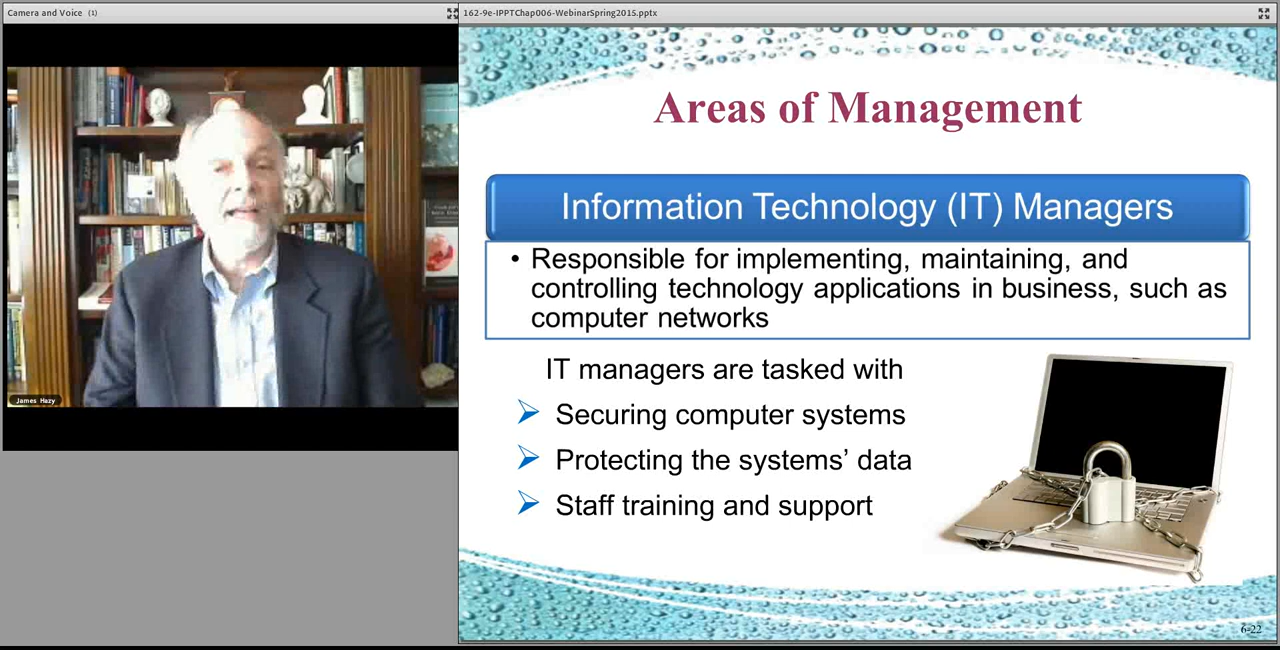 Camera and Voice (1)
162-9e-IPPTChap006-WebinarSpring2015.pptx
James Hazy
Areas of Management
Information Technology (IT) Managers
• Responsible for implementing, maintaining, and
controlling technology applications in business, such as
computer networks
IT managers are tasked with
Securing computer systems
Protecting the systems’ data
Staff training and support
6-22